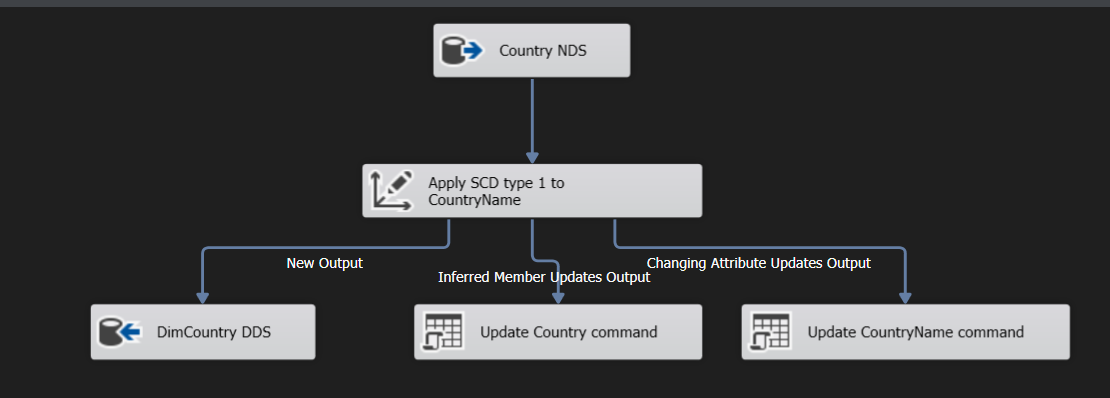 Country NDS
Apply SCD type 1 to
CountryName
New Output
Inferred Member Updates Output
Changing Attribute Updates Output
DimCountry DDS
Update Country command
Update CountryName command